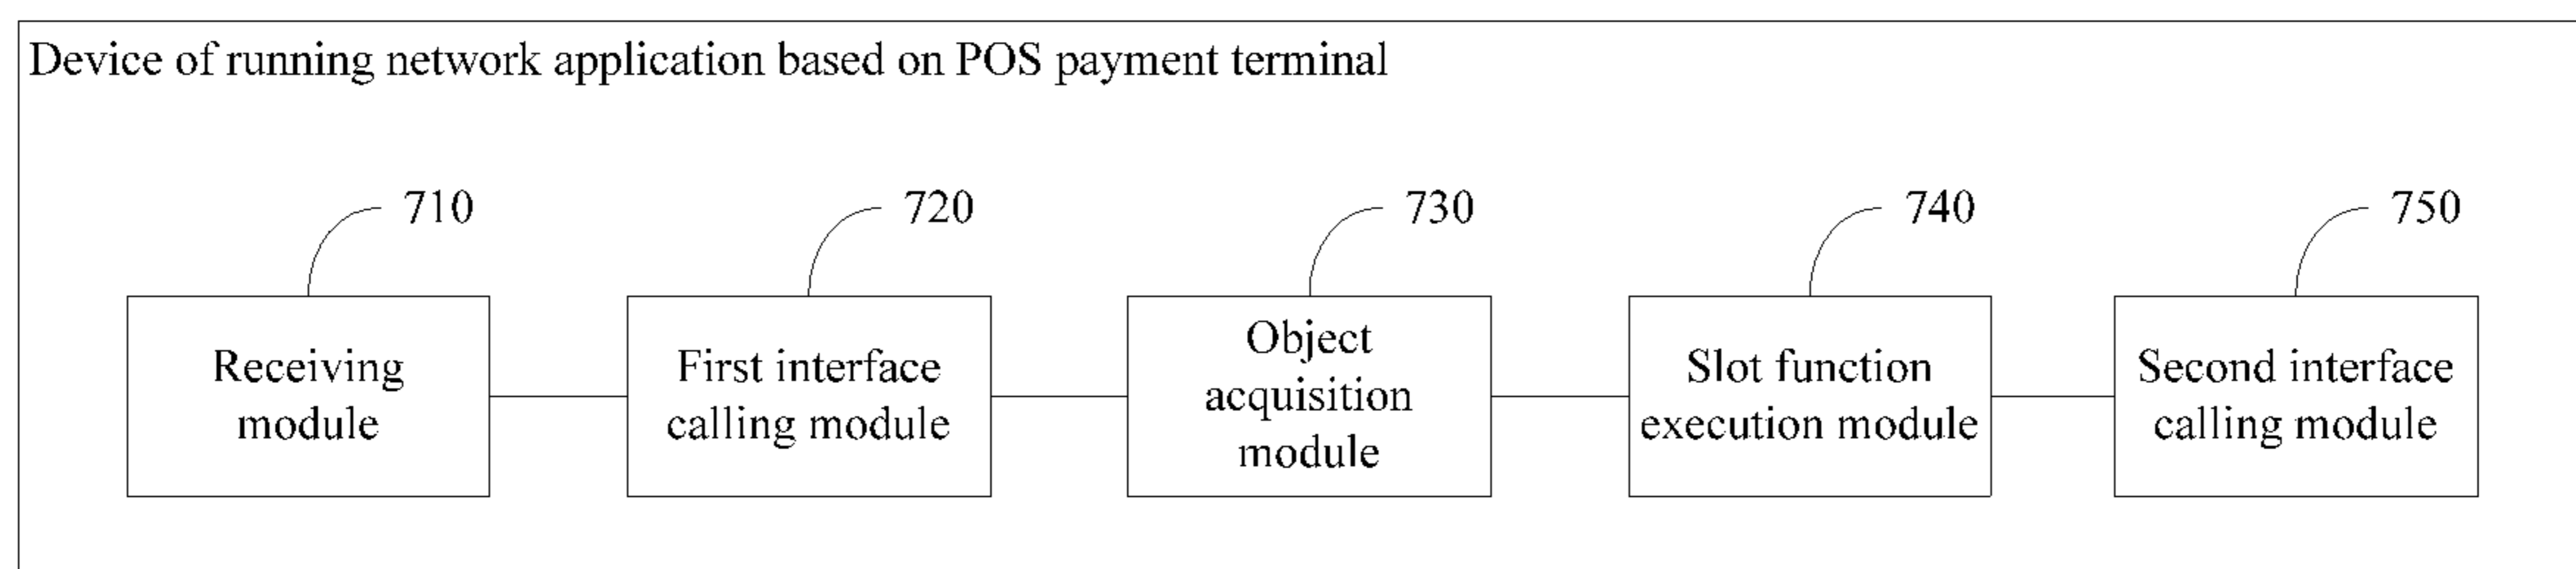 Device of running network application based on POS payment terminal
710
720
730
740
750
Receiving
module
First interface
calling module
Object
acquisition
module
Slot function
execution module
Second interface
calling module